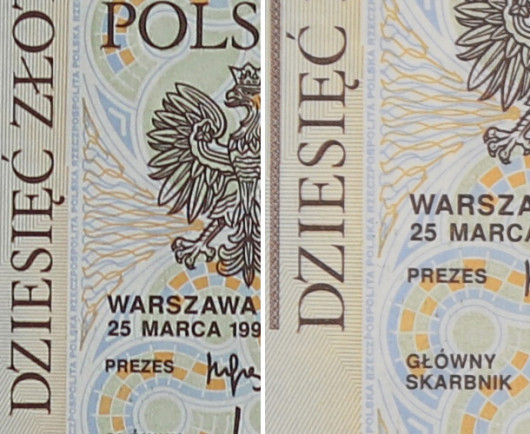 DZIESIĘĆ ZŁOT
POLS
RZECZPOSPOLITA POLSKA
WARSZAWA
25 MARCA 199
PREZES
DZIESIĘĆ
RZECZPOSPOLITA POLSKA
WARSZA
25 MARCA
PREZES
GŁÓWNY
SKARBNIK